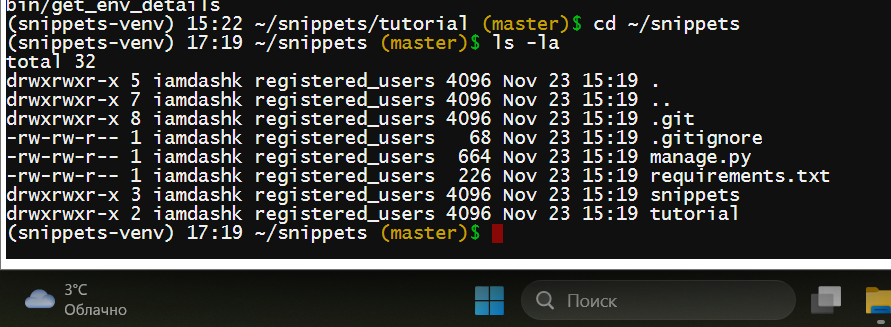 bin/get_env_details
(snippets-venv) 15:22 ~/snippets/tutorial (master)$ cd ~/snippets
(snippets-venv) 17:19 ~/snippets (master)$ ls -la
total 32
drwxrwxr-x 5 iamdashk registered_users 4096 Nov 23 15:19 .
drwxrwxr-x 7 iamdashk registered_users 4096 Nov 23 15:19 ..
drwxrwxr-x 8 iamdashk registered_users 4096 Nov 23 15:19 .git
-rw-rw-r-- 1 iamdashk registered_users   68 Nov 23 15:19 .gitignore
-rw-rw-r-- 1 iamdashk registered_users  664 Nov 23 15:19 manage.py
-rw-rw-r-- 1 iamdashk registered_users  226 Nov 23 15:19 requirements.txt
drwxrwxr-x 3 iamdashk registered_users 4096 Nov 23 15:19 snippets
drwxrwxr-x 2 iamdashk registered_users 4096 Nov 23 15:19 tutorial
(snippets-venv) 17:19 ~/snippets (master)$
3°C
Облачно
Поиск